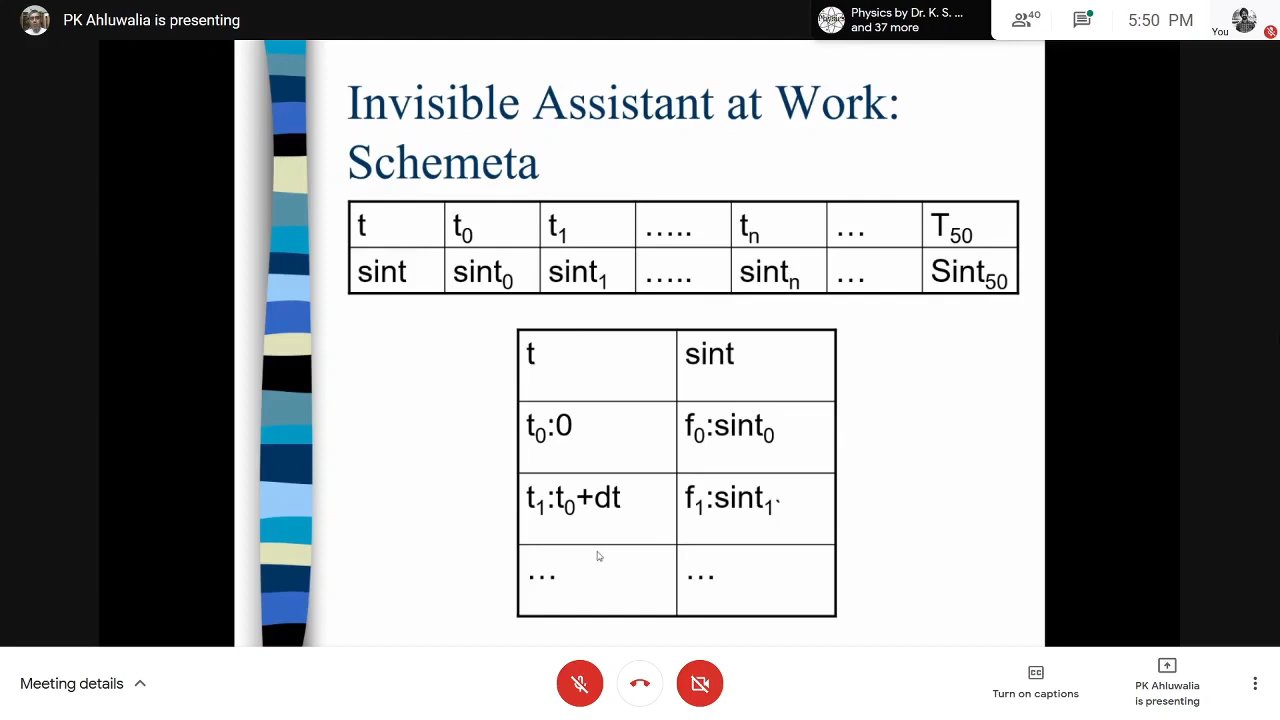 PK Ahluwalia is presenting
Physics by Dr. K. S. ...
and 37 more
40
5:50 PM
You
Invisible Assistant at Work:
Schemeta
t t₀ t₁ ..... tₙ ... T₅₀
sint sint₀ sint₁ ..... sintₙ ... Sint₅₀
t sint
t₀:0 f₀:sint₀
t₁:t₀+dt f₁:sint₁`
... ...
Meeting details
Turn on captions
PK Ahluwalia
is presenting